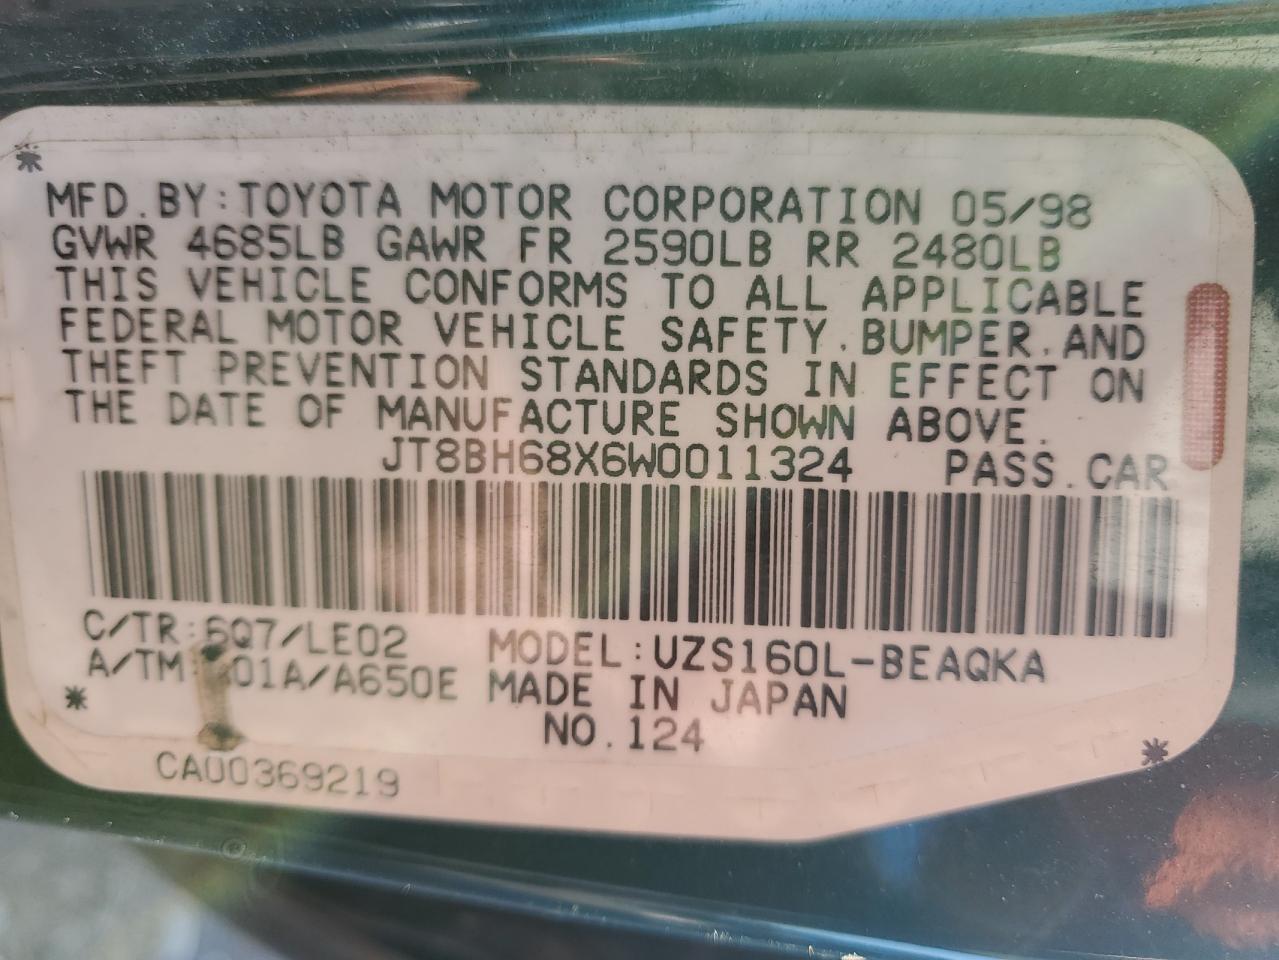 MFD.BY:TOYOTA MOTOR CORPORATION 05/98
GVWR 4685LB GAWR FR 2590LB RR 2480LB
THIS VEHICLE CONFORMS TO ALL APPLICABLE
FEDERAL MOTOR VEHICLE SAFETY.BUMPER.AND
THEFT PREVENTION STANDARDS IN EFFECT ON
THE DATE OF MANUFACTURE SHOWN ABOVE.
JT8BH68X6W0011324 PASS.CAR
C/TR:6Q7/LE02 MODEL:UZS160L-BEAQKA
A/TM: /A650E MADE IN JAPAN
NO.124
CA00369219